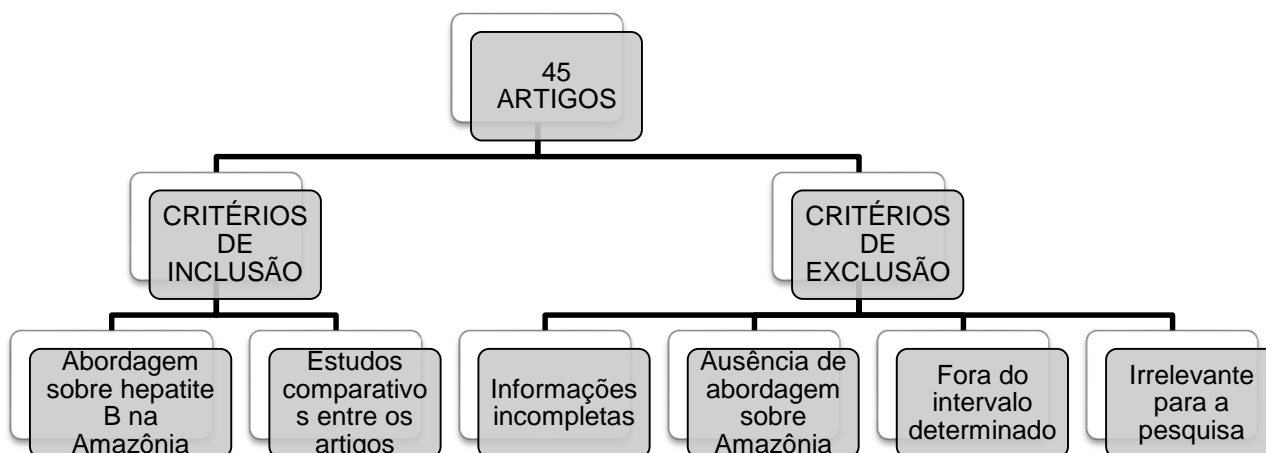 45
ARTIGOS
CRITÉRIOS
DE
INCLUSÃO
CRITÉRIOS
DE
EXCLUSÃO
Abordagem
sobre hepatite
B na
Amazônia
Estudos
comparativo
s entre os
artigos
Informações
incompletas
Ausência de
abordagem
sobre
Amazônia
Fora do
intervalo
determinado
Irrelevante
para a
pesquisa